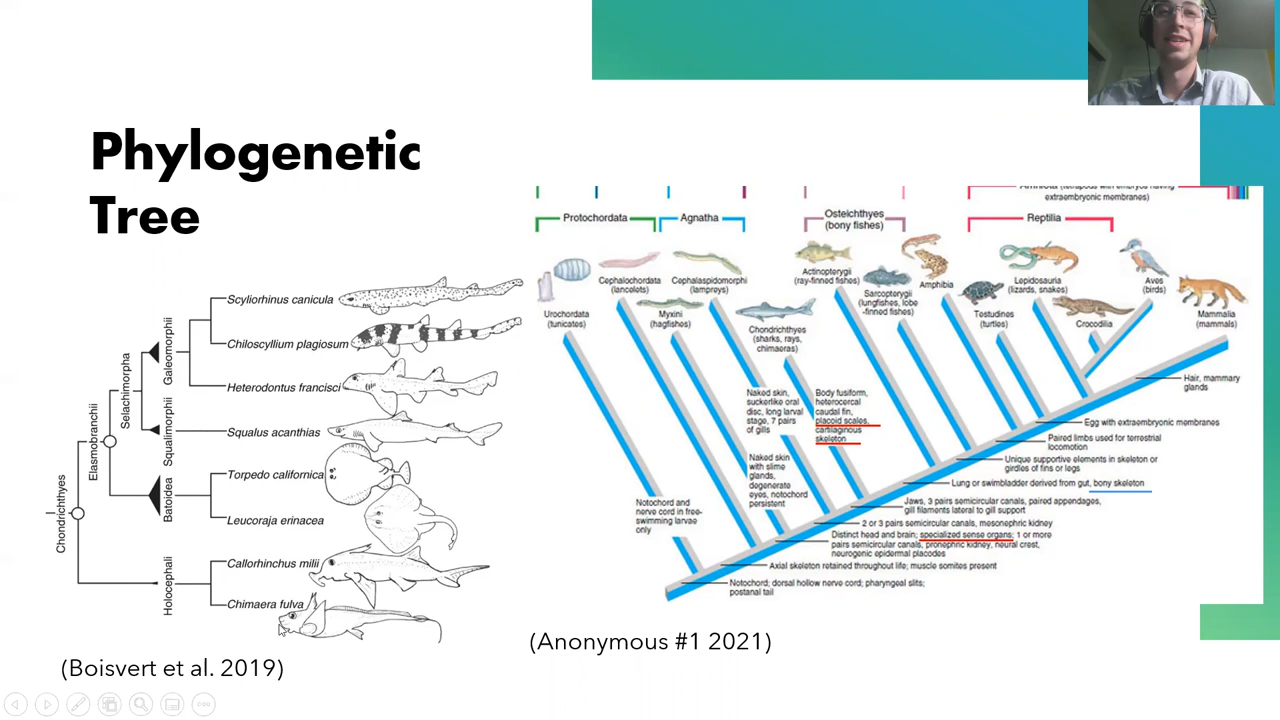 Phylogenetic
Tree
Chondrichthyes
Elasmobranchii
Selachimorpha
Galeomorphii
Squalimorphii
Batoidea
Holocephali
Scyliorhinus canicula
Chiloscyllium plagiosum
Heterodontus francisci
Squalus acanthias
Torpedo californica
Leucoraja erinacea
Callorhinchus milii
Chimaera fulva
(Boisvert et al. 2019)
Amniota (tetrapods with embryos having
extraembryonic membranes)
Protochordata
Agnatha
Osteichthyes
(bony fishes)
Reptilia
Urochordata
(tunicates)
Cephalochordata
(lancelets)
Myxini
(hagfishes)
Cephalaspidomorphi
(lampreys)
Chondrichthyes
(sharks, rays,
chimaeras)
Actinopterygii
(ray-finned fishes)
Sarcopterygii
(lungfishes, lobe
-finned fishes)
Amphibia
Testudines
(turtles)
Lepidosauria
(lizards, snakes)
Crocodilia
Aves
(birds)
Mammalia
(mammals)
Hair, mammary
glands
Naked skin,
suckerlike oral
disc, long larval
stage, 7 pairs
of gills
Body fusiform,
heterocercal
caudal fin,
placoid scales,
cartilaginous
skeleton
Egg with extraembryonic membranes
Paired limbs used for terrestrial
locomotion
Unique supportive elements in skeleton or
girdles of fins or legs
Naked skin
with slime
glands,
degenerate
eyes, notochord
persistent
Lung or swimbladder derived from gut, bony skeleton
Notochord and
nerve cord in free-
swimming larvae
only
Jaws, 3 pairs semicircular canals, paired appendages,
gill filaments lateral to gill support
2 or 3 pairs semicircular canals, mesonephric kidney
Distinct head and brain; specialized sense organs; 1 or more
pairs semicircular canals, pronephric kidney, neural crest,
neurogenic epidermal placodes
Axial skeleton retained throughout life; muscle somites present
Notochord; dorsal hollow nerve cord; pharyngeal slits;
postanal tail
(Anonymous #1 2021)